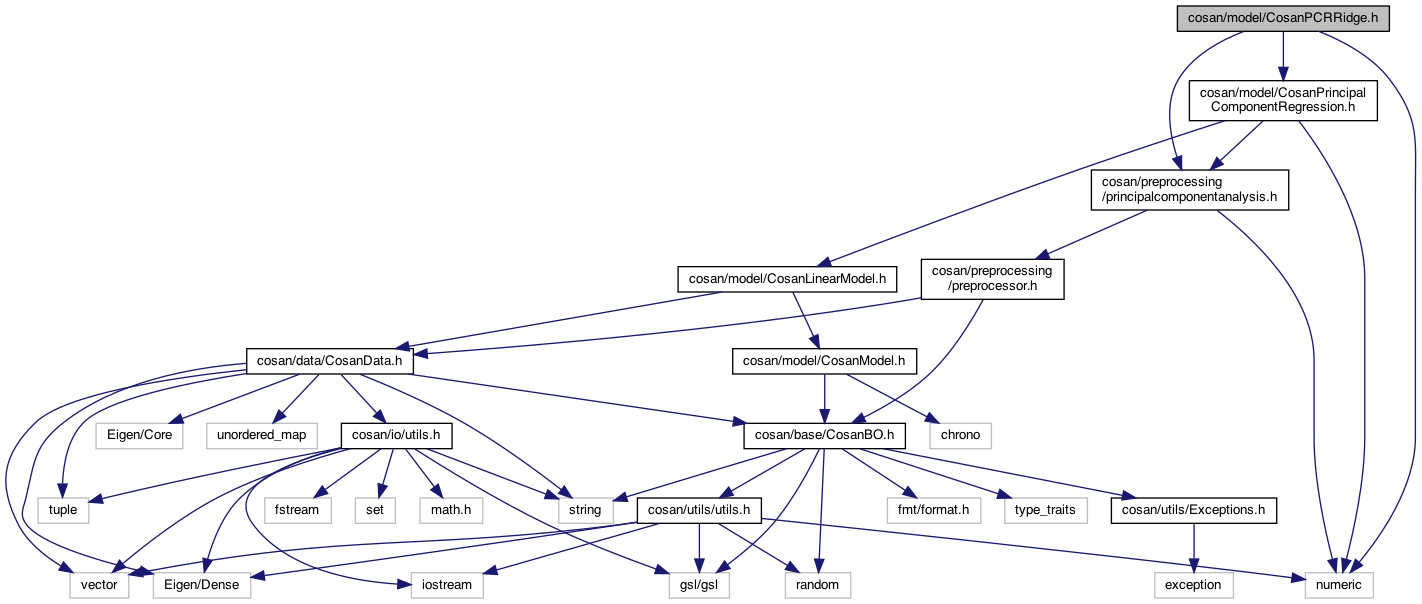 cosan/model/CosanPCRRidge.h
cosan/model/CosanPrincipal
ComponentRegression.h
cosan/preprocessing
/principalcomponentanalysis.h
cosan/model/CosanLinearModel.h
cosan/preprocessing
/preprocessor.h
cosan/data/CosanData.h
cosan/model/CosanModel.h
Eigen/Core
unordered_map
cosan/io/utils.h
cosan/base/CosanBO.h
chrono
tuple
fstream
set
math.h
string
cosan/utils/utils.h
fmt/format.h
type_traits
cosan/utils/Exceptions.h
vector
Eigen/Dense
iostream
gsl/gsl
random
exception
numeric